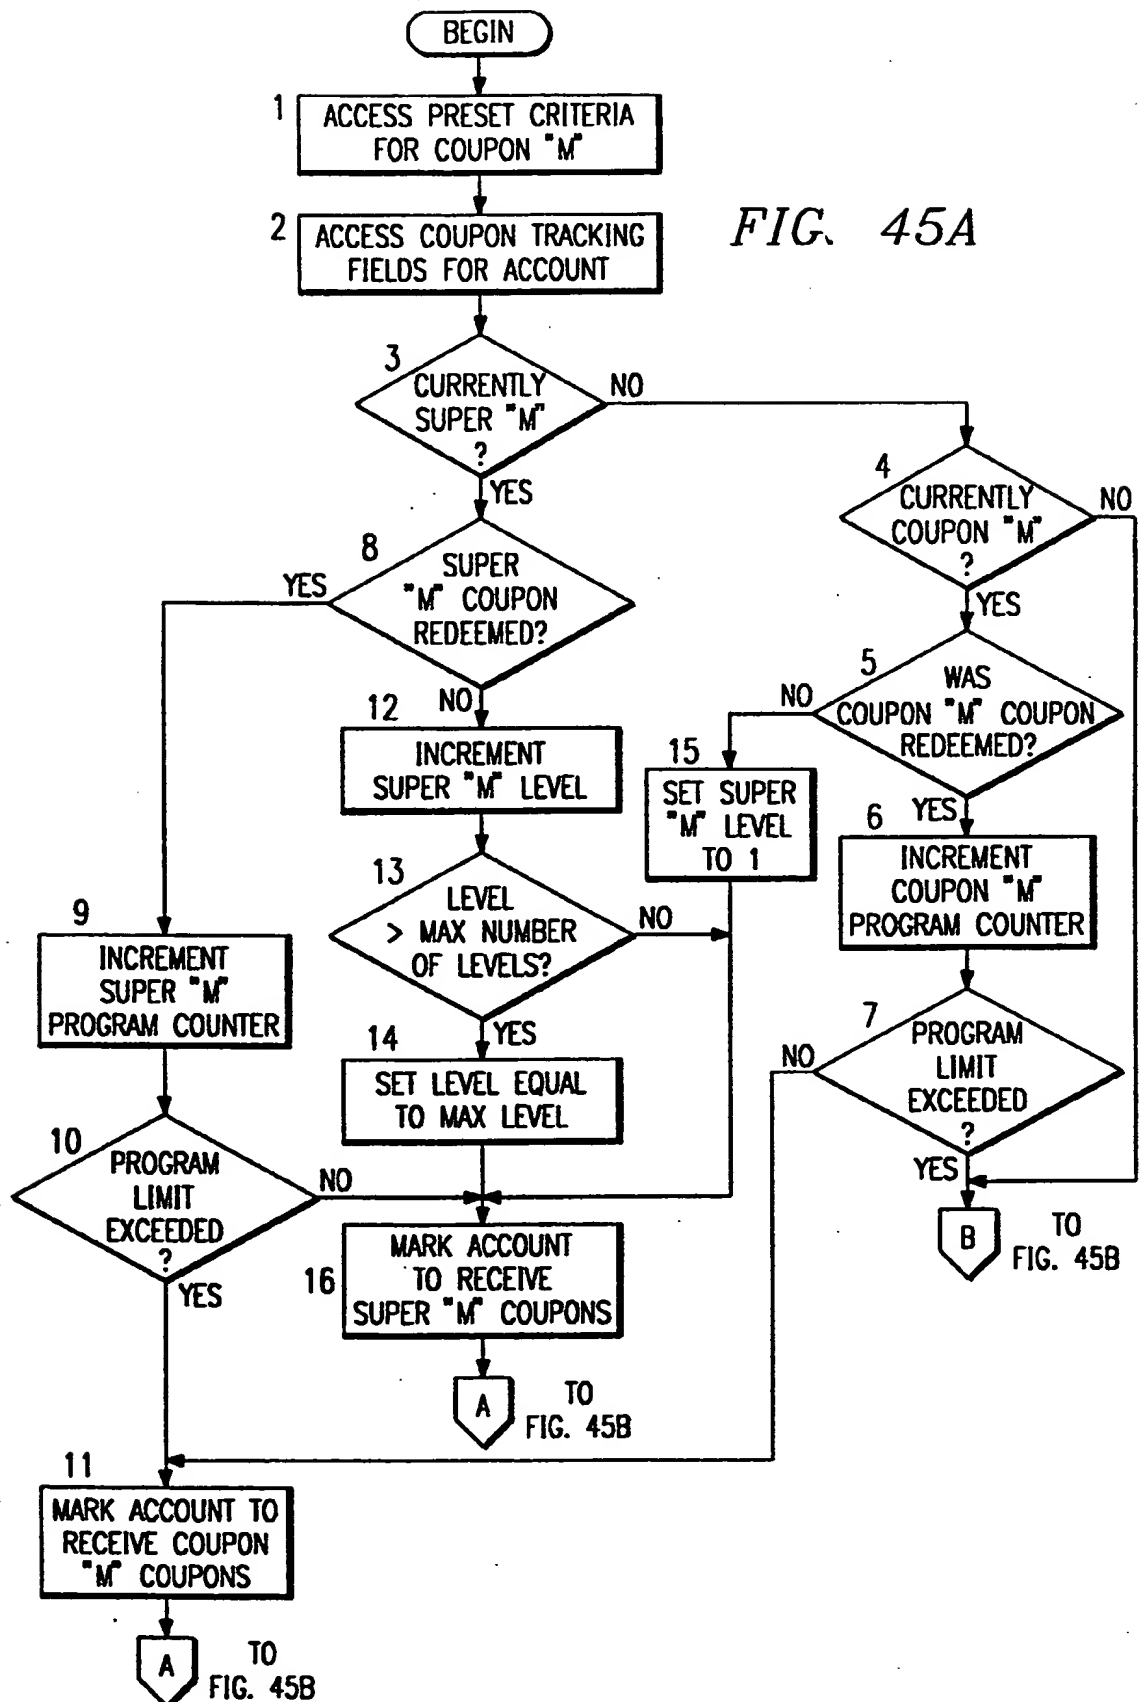 BEGIN
1
ACCESS PRESET CRITERIA
FOR COUPON "M"
2
ACCESS COUPON TRACKING
FIELDS FOR ACCOUNT
FIG. 45A
3
CURRENTLY
SUPER "M"
?
NO
YES
4
CURRENTLY
COUPON "M"
?
NO
YES
8
SUPER
"M" COUPON
REDEEMED?
YES
NO
5
WAS
COUPON "M" COUPON
REDEEMED?
NO
YES
12
INCREMENT
SUPER "M" LEVEL
15
SET SUPER
"M" LEVEL
TO 1
6
INCREMENT
COUPON "M"
PROGRAM COUNTER
13
LEVEL
> MAX NUMBER
OF LEVELS?
NO
YES
9
INCREMENT
SUPER "M"
PROGRAM COUNTER
7
PROGRAM
LIMIT
EXCEEDED
?
NO
YES
14
SET LEVEL EQUAL
TO MAX LEVEL
10
PROGRAM
LIMIT
EXCEEDED
?
NO
YES
B
TO
FIG. 45B
16
MARK ACCOUNT
TO RECEIVE
SUPER "M" COUPONS
A
TO
FIG. 45B
11
MARK ACCOUNT TO
RECEIVE COUPON
"M" COUPONS
A
TO
FIG. 45B